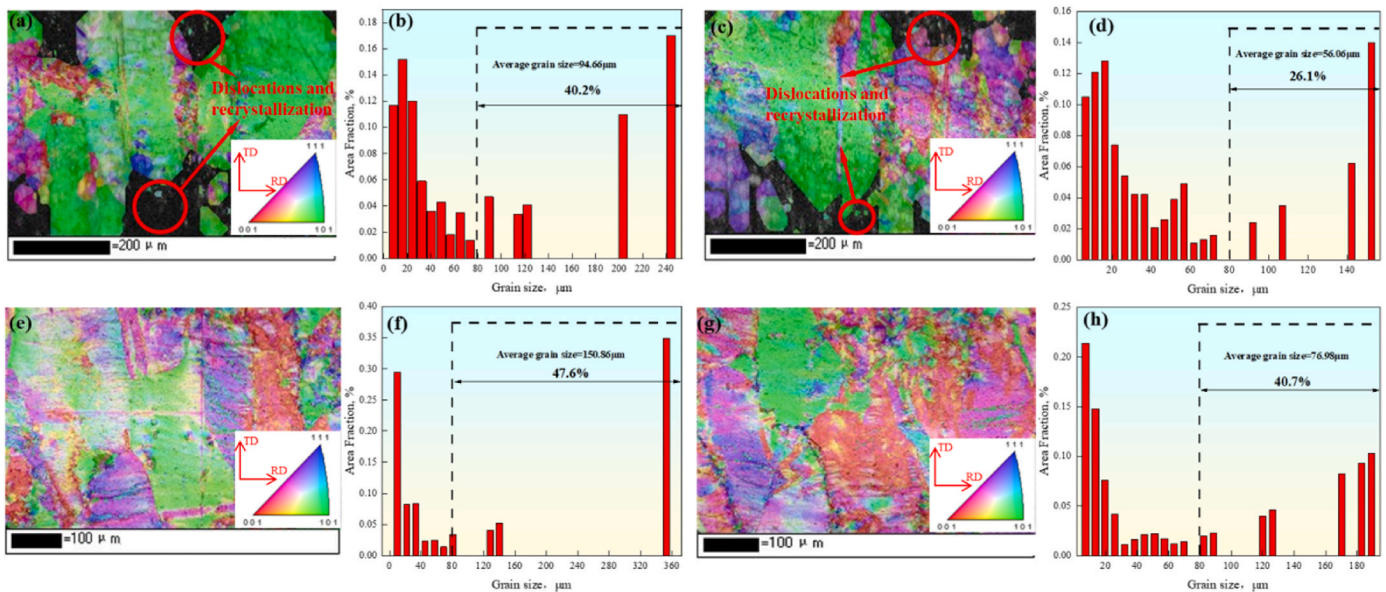 (a)
Dislocations and
recrystallization
TD
RD
111
001
101
=200 μm
(b)
Average grain size=94.66μm
40.2%
Area Fraction, %
0.18
0.16
0.14
0.12
0.10
0.08
0.06
0.04
0.02
0.00
0 20 40 60 80 100 120 140 160 180 200 220 240
Grain size, μm
(c)
Dislocations and
recrystallization
TD
RD
111
001
101
=200 μm
(d)
Average grain size=56.06μm
26.1%
Area Fraction, %
0.16
0.14
0.12
0.10
0.08
0.06
0.04
0.02
0.00
20 40 60 80 100 120 140
Grain size, μm
(e)
TD
RD
111
001
101
=100 μm
(f)
Average grain size=150.86μm
47.6%
Area Fraction, %
0.40
0.35
0.30
0.25
0.20
0.15
0.10
0.05
0.00
0 40 80 120 160 200 240 280 320 360
Grain size, μm
(g)
TD
RD
111
001
101
=100 μm
(h)
Average grain size=76.98μm
40.7%
Area Fraction, %
0.25
0.20
0.15
0.10
0.05
0.00
20 40 60 80 100 120 140 160 180
Grain size, μm